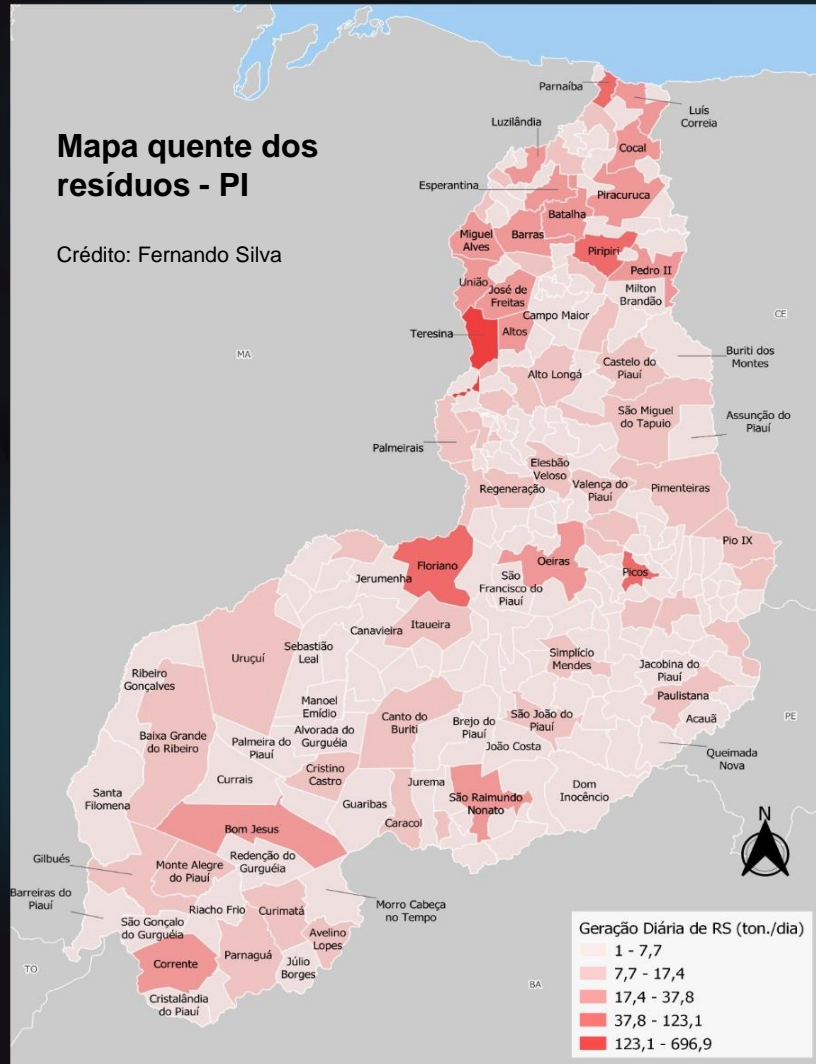 Mapa quente dos
resíduos - PI
Crédito: Fernando Silva
Parnaíba
Luís
Correia
Luzilândia
Cocal
Esperantina
Piracuruca
Batalha
Miguel
Alves
Barras
Piripiri
Pedro II
União
José de
Freitas
Milton
Brandão
Campo Maior
CE
Teresina
Altos
MA
Buriti dos
Montes
Castelo do
Piauí
Alto Longá
São Miguel
do Tapuio
Assunção do
Piauí
Palmeirais
Elesbão
Veloso
Regeneração
Valença do
Piauí
Pimenteiras
Pio IX
Floriano
Oeiras
Picos
Jerumenha
São
Francisco do
Piauí
Canavieira
Itaueira
Sebastião
Leal
Uruçuí
Simplício
Mendes
Jacobina do
Piauí
Ribeiro
Gonçalves
Paulistana
Manoel
Emídio
Canto do
Buriti
Brejo do
Piauí
São João do
Piauí
Acauã
PE
Baixa Grande
do Ribeiro
Palmeira do
Piauí
Alvorada do
Gurguéia
João Costa
Queimada
Nova
Cristino
Castro
Currais
Jurema
Dom
Inocêncio
Santa
Filomena
Guaribas
São Raimundo
Nonato
Caracol
Bom Jesus
Gilbués
Monte Alegre
do Piauí
Redenção do
Gurguéia
Barreiras do
Piauí
Morro Cabeça
no Tempo
Riacho Frio
Curimatá
São Gonçalo
do Gurguéia
Avelino
Lopes
Corrente
Parnaguá
Júlio
Borges
TO
Cristalândia
do Piauí
BA
N
Geração Diária de RS (ton./dia)
1 - 7,7
7,7 - 17,4
17,4 - 37,8
37,8 - 123,1
123,1 - 696,9